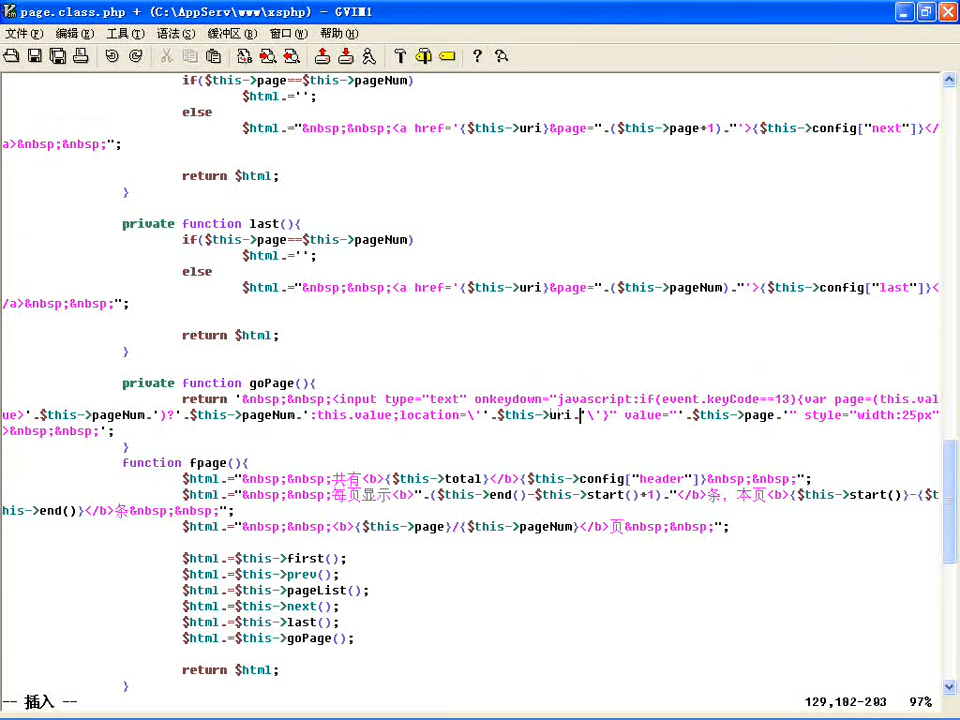 page.class.php + (C:\AppServ\www\xsphp) - GVIM1
文件(F) 编辑(E) 工具(T) 语法(S) 缓冲区(B) 窗口(W) 帮助(H)
if($this->page==$this->pageNum)
$html.='';
else
$html.="&nbsp;&nbsp;<a href='{$this->uri}&page=".($this->page+1)."'>{$this->config["next"]}</
a>&nbsp;&nbsp;";
return $html;
}
private function last(){
if($this->page==$this->pageNum)
$html.='';
else
$html.="&nbsp;&nbsp;<a href='{$this->uri}&page=".($this->pageNum)."'>{$this->config["last"]}<
/a>&nbsp;&nbsp;";
return $html;
}
private function goPage(){
return '&nbsp;&nbsp;<input type="text" onkeydown="javascript:if(event.keyCode==13){var page=(this.val
ue>'.$this->pageNum.')?'.$this->pageNum.':this.value;location=\''.$this->uri.'\'}" value="'.$this->page.'" style="width:25px"
>&nbsp;&nbsp;';
}
function fpage(){
$html.="&nbsp;&nbsp;共有<b>{$this->total}</b>{$this->config["header"]}&nbsp;&nbsp;";
$html.="&nbsp;&nbsp;每页显示<b>".($this->end()-$this->start()+1)."</b>条，本页<b>{$this->start()}-{$t
his->end()}</b>条&nbsp;&nbsp;";
$html.="&nbsp;&nbsp;<b>{$this->page}/{$this->pageNum}</b>页&nbsp;&nbsp;";
$html.=$this->first();
$html.=$this->prev();
$html.=$this->pageList();
$html.=$this->next();
$html.=$this->last();
$html.=$this->goPage();
return $html;
}
-- 插入 --
129,182-203 97%